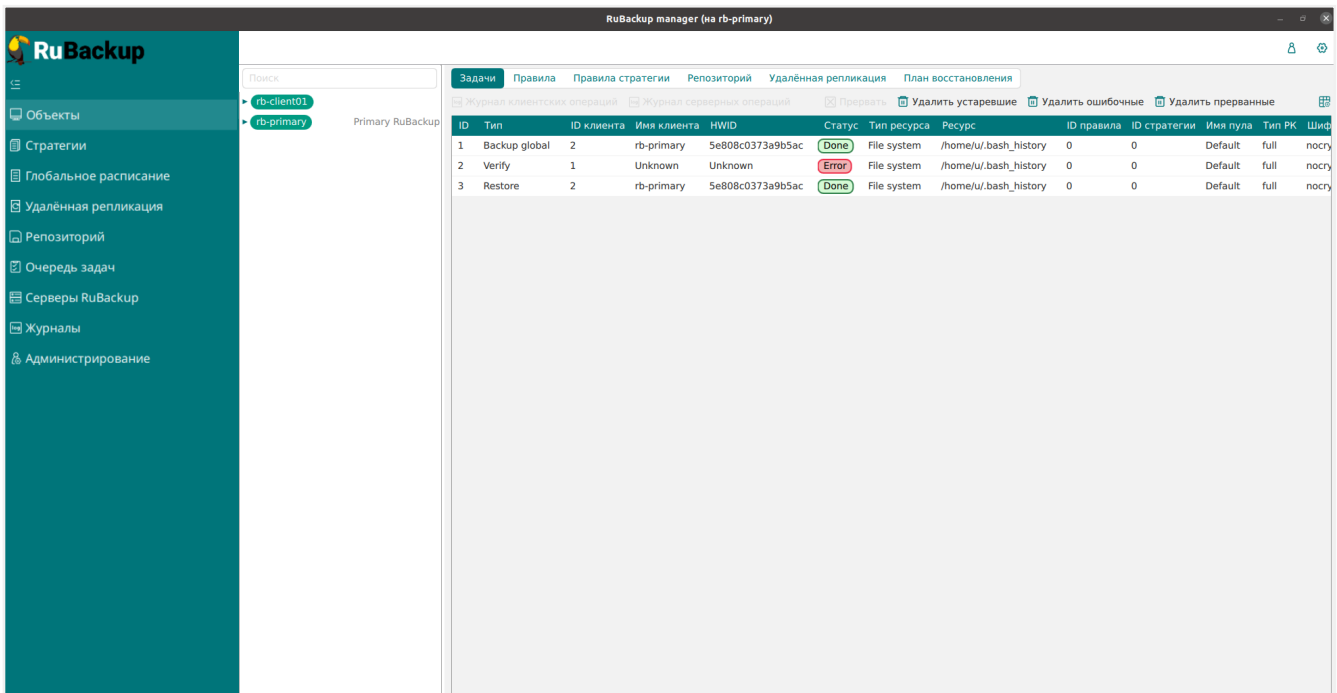 RuBackup manager (на rb-primary)
RuBackup
Объекты
Стратегии
Глобальное расписание
Удалённая репликация
Репозиторий
Очередь задач
Серверы RuBackup
Журналы
Администрирование
Поиск
rb-client01
rb-primary Primary RuBackup
Задачи Правила Правила стратегии Репозиторий Удалённая репликация План восстановления
Журнал клиентских операций Журнал серверных операций Прервать Удалить устаревшие Удалить ошибочные Удалить прерванные
ID Тип ID клиента Имя клиента HWID Статус Тип ресурса Ресурс ID правила ID стратегии Имя пула Тип РК Шиф
1 Backup global 2 rb-primary 5e808c0373a9b5ac Done File system /home/u/.bash_history 0 0 Default full nocry
2 Verify 1 Unknown Unknown Error File system /home/u/.bash_history 0 0 Default full nocry
3 Restore 2 rb-primary 5e808c0373a9b5ac Done File system /home/u/.bash_history 0 0 Default full nocry